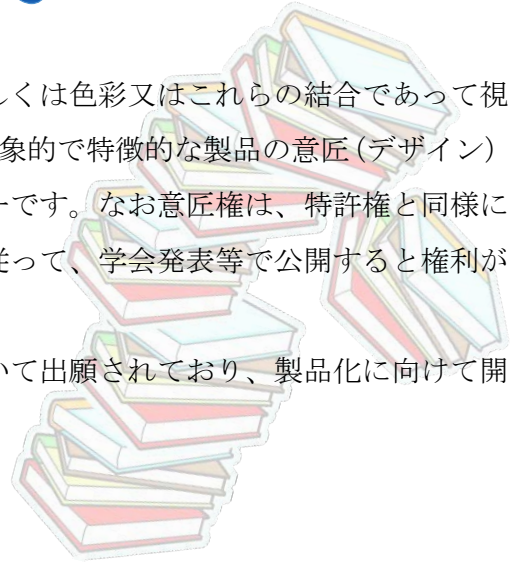 しくは色彩又はこれらの結合であって視
象的で特徴的な製品の意匠(デザイン)
ーです。なお意匠権は、特許権と同様に
従って、学会発表等で公開すると権利が
いて出願されており、製品化に向けて開